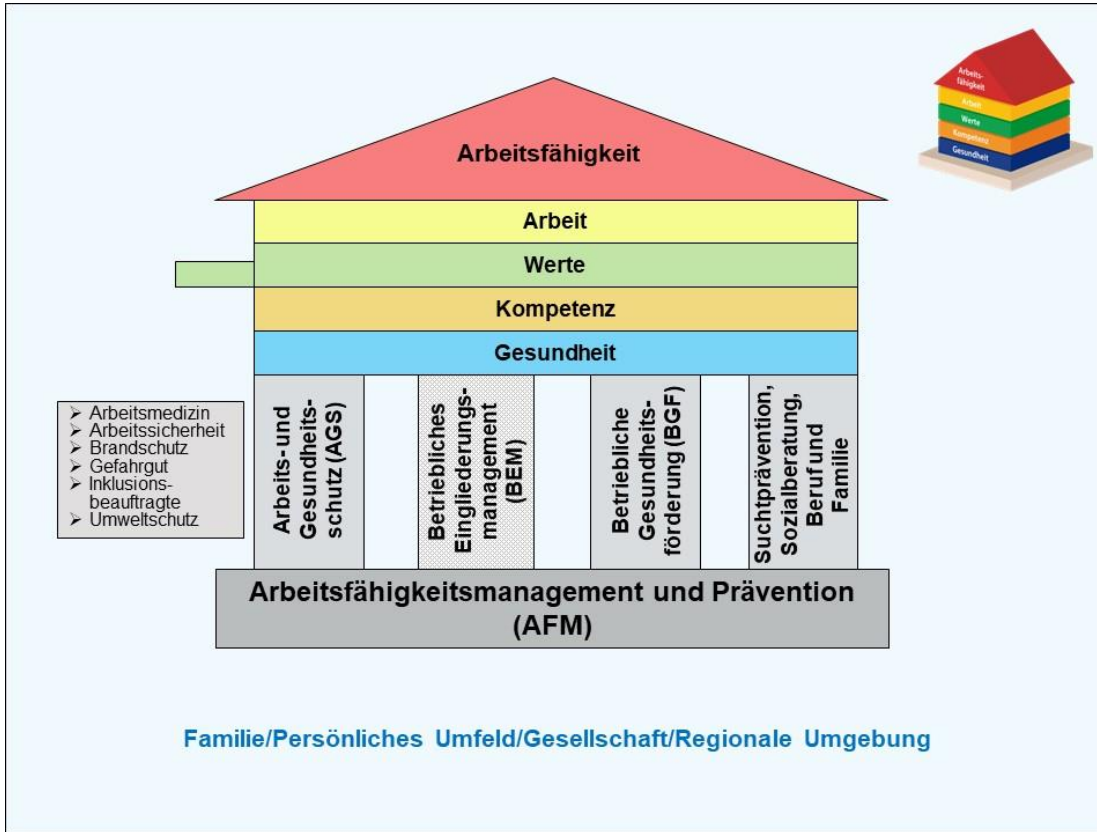 Arbeits-
fähigkeit
Arbeit
Werte
Kompetenz
Gesundheit
Arbeitsfähigkeit
Arbeit
Werte
Kompetenz
Gesundheit
➢ Arbeitsmedizin
➢ Arbeitssicherheit
➢ Brandschutz
➢ Gefahrgut
➢ Inklusions-
beauftragte
➢ Umweltschutz
Arbeits-und
Gesundheits-
schutz (AGS)
Betriebliches
Eingliederungs-
management
(BEM)
Betriebliche
Gesundheits-
förderung (BGF)
Suchtprävention,
Sozialberatung,
Beruf und
Familie
Arbeitsfähigkeitsmanagement und Prävention
(AFM)
Familie/Persönliches Umfeld/Gesellschaft/Regionale Umgebung